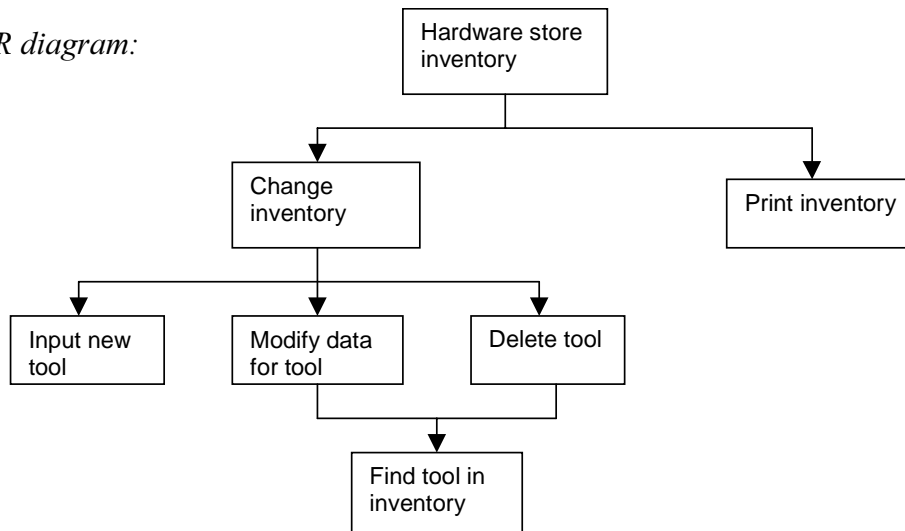 R diagram:
Hardware store
inventory
Change
inventory
Print inventory
Input new
tool
Modify data
for tool
Delete tool
Find tool in
inventory